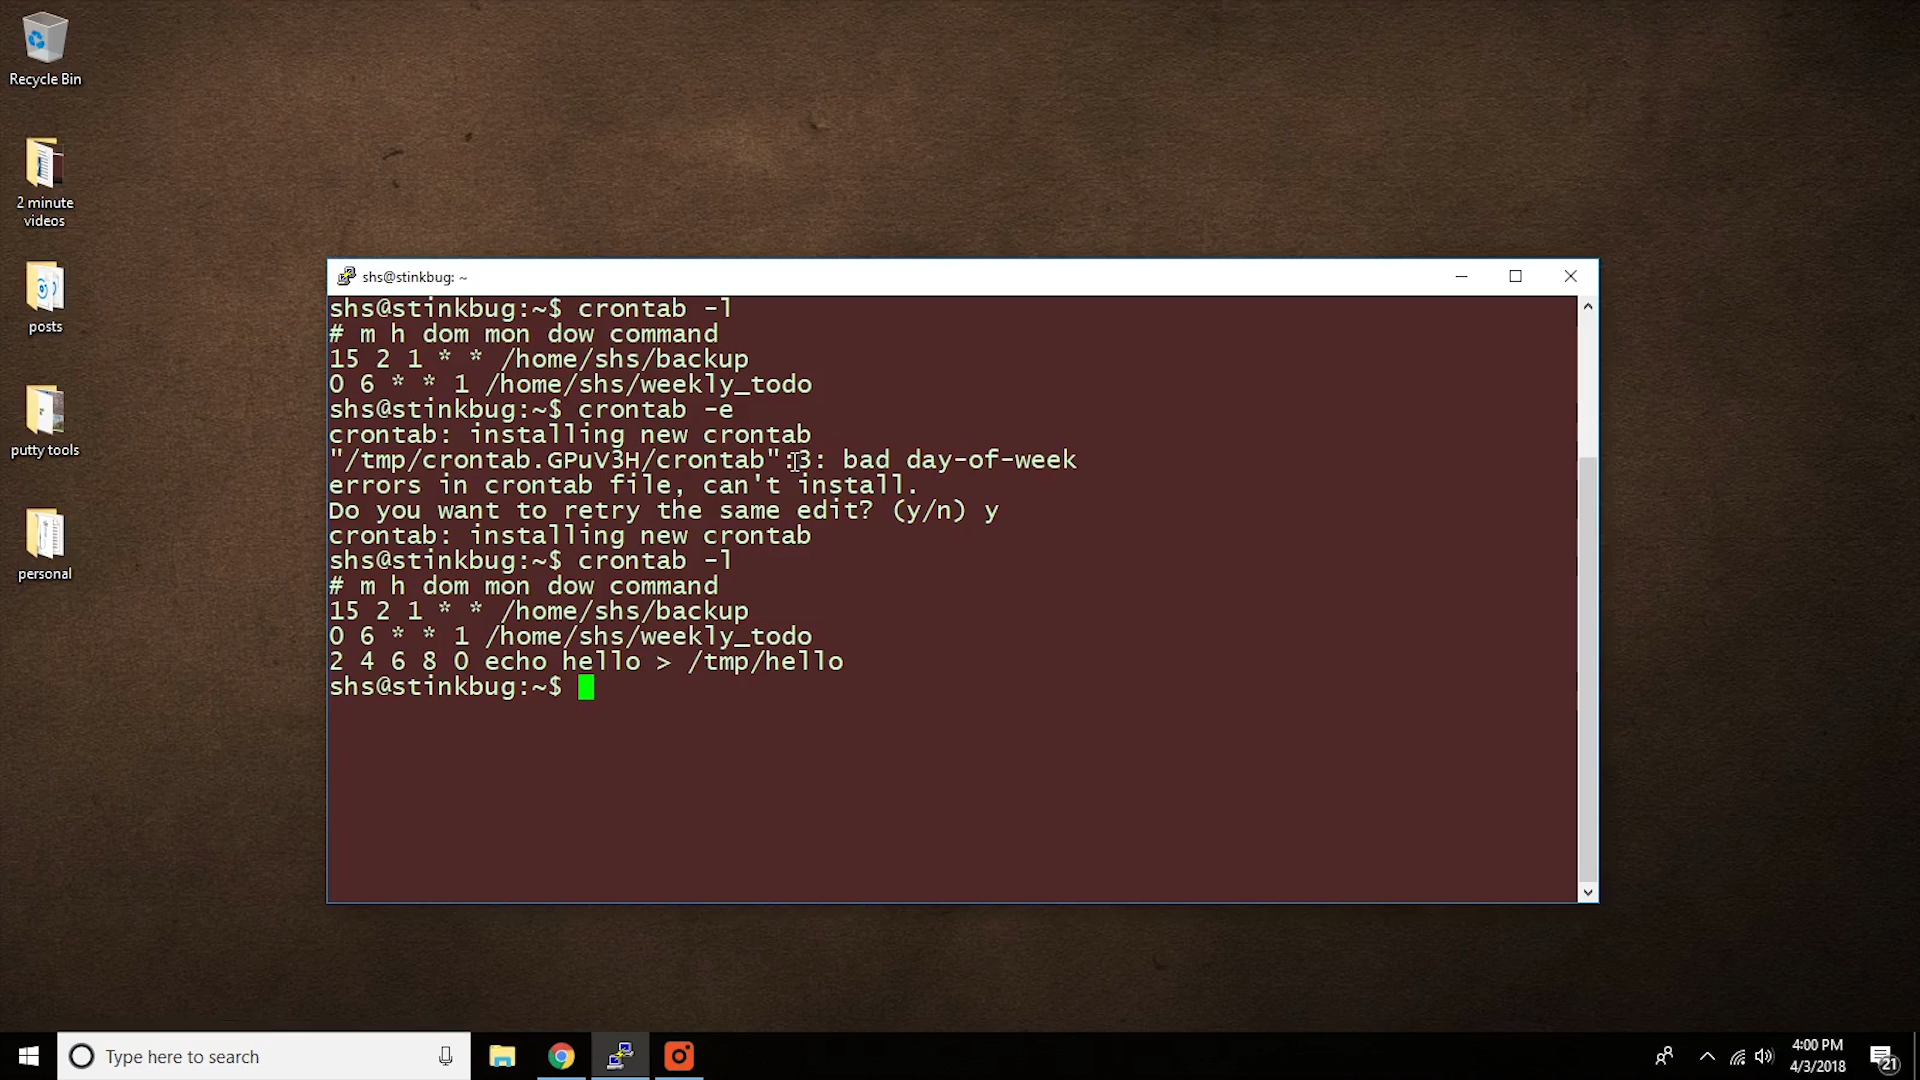 Recycle Bin
2 minute
videos
posts
putty tools
personal
shs@stinkbug: ~
shs@stinkbug:~$ crontab -l
# m h dom mon dow command
15 2 1 * * /home/shs/backup
0 6 * * 1 /home/shs/weekly_todo
shs@stinkbug:~$ crontab -e
crontab: installing new crontab
"/tmp/crontab.GPuV3H/crontab":3: bad day-of-week
errors in crontab file, can't install.
Do you want to retry the same edit? (y/n) y
crontab: installing new crontab
shs@stinkbug:~$ crontab -l
# m h dom mon dow command
15 2 1 * * /home/shs/backup
0 6 * * 1 /home/shs/weekly_todo
2 4 6 8 0 echo hello > /tmp/hello
shs@stinkbug:~$
Type here to search
4:00 PM
4/3/2018
21